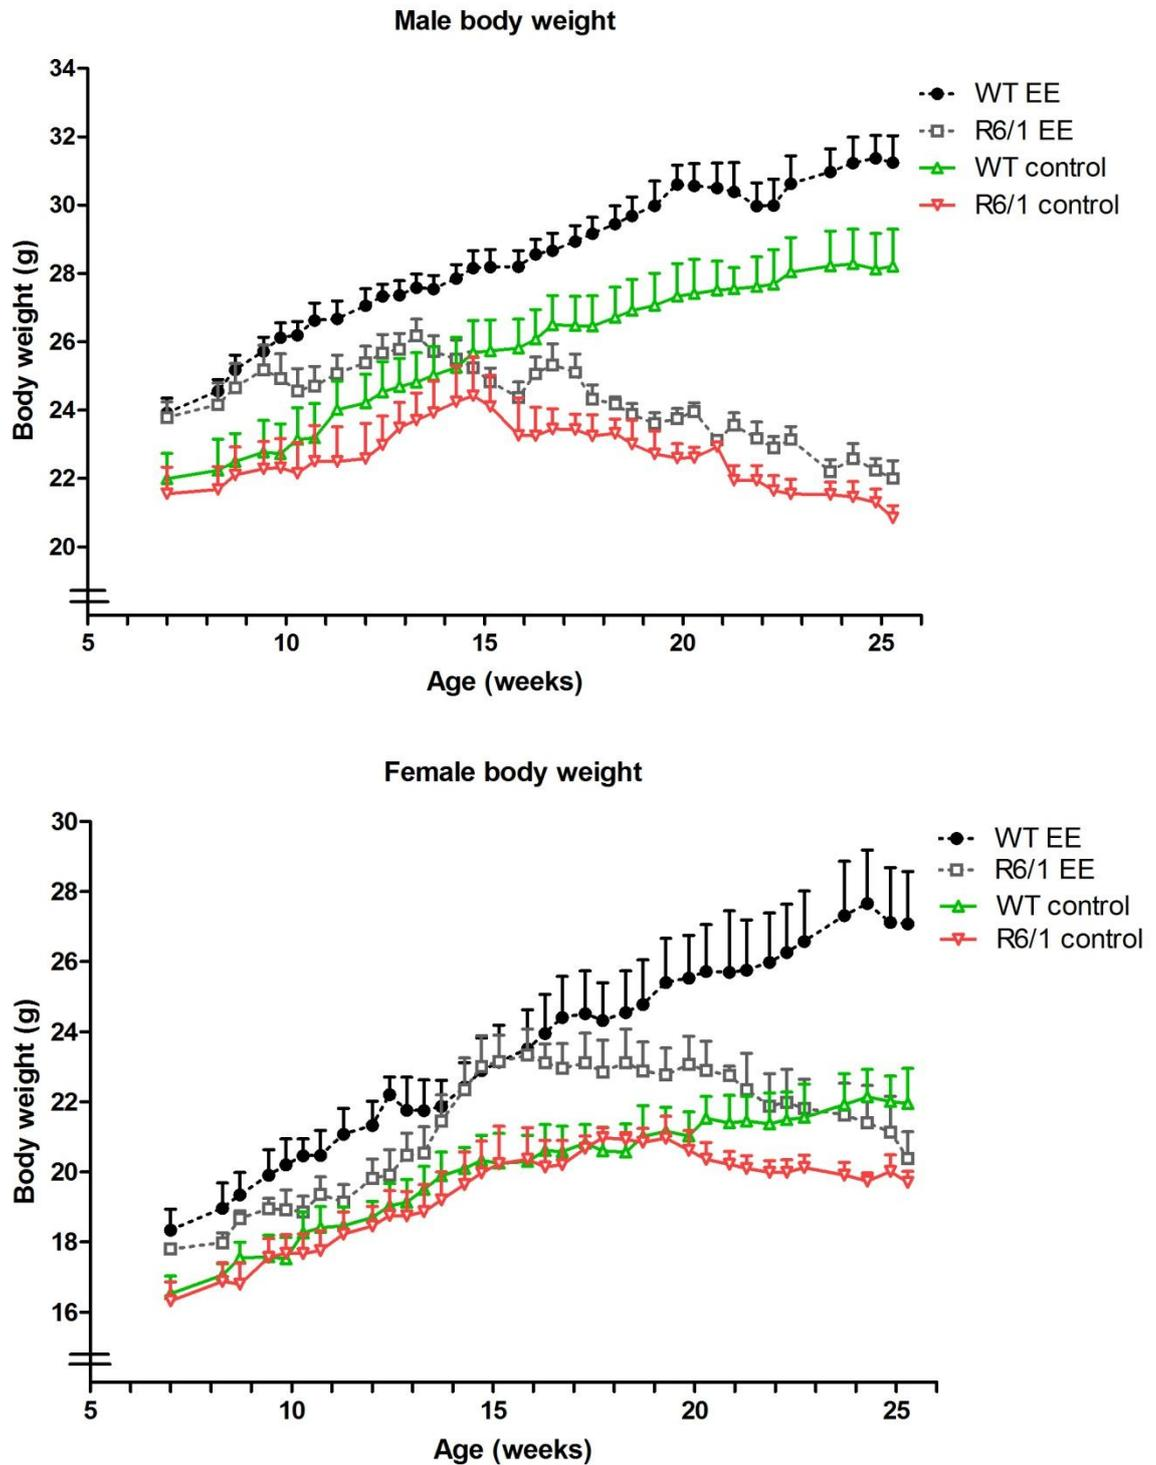 Male body weight
34
32
30
28
26
24
22
20
Body weight (g)
5 10 15 20 25
Age (weeks)
WT EE
R6/1 EE
WT control
R6/1 control
Female body weight
30
28
26
24
22
20
18
16
Body weight (g)
5 10 15 20 25
Age (weeks)
WT EE
R6/1 EE
WT control
R6/1 control